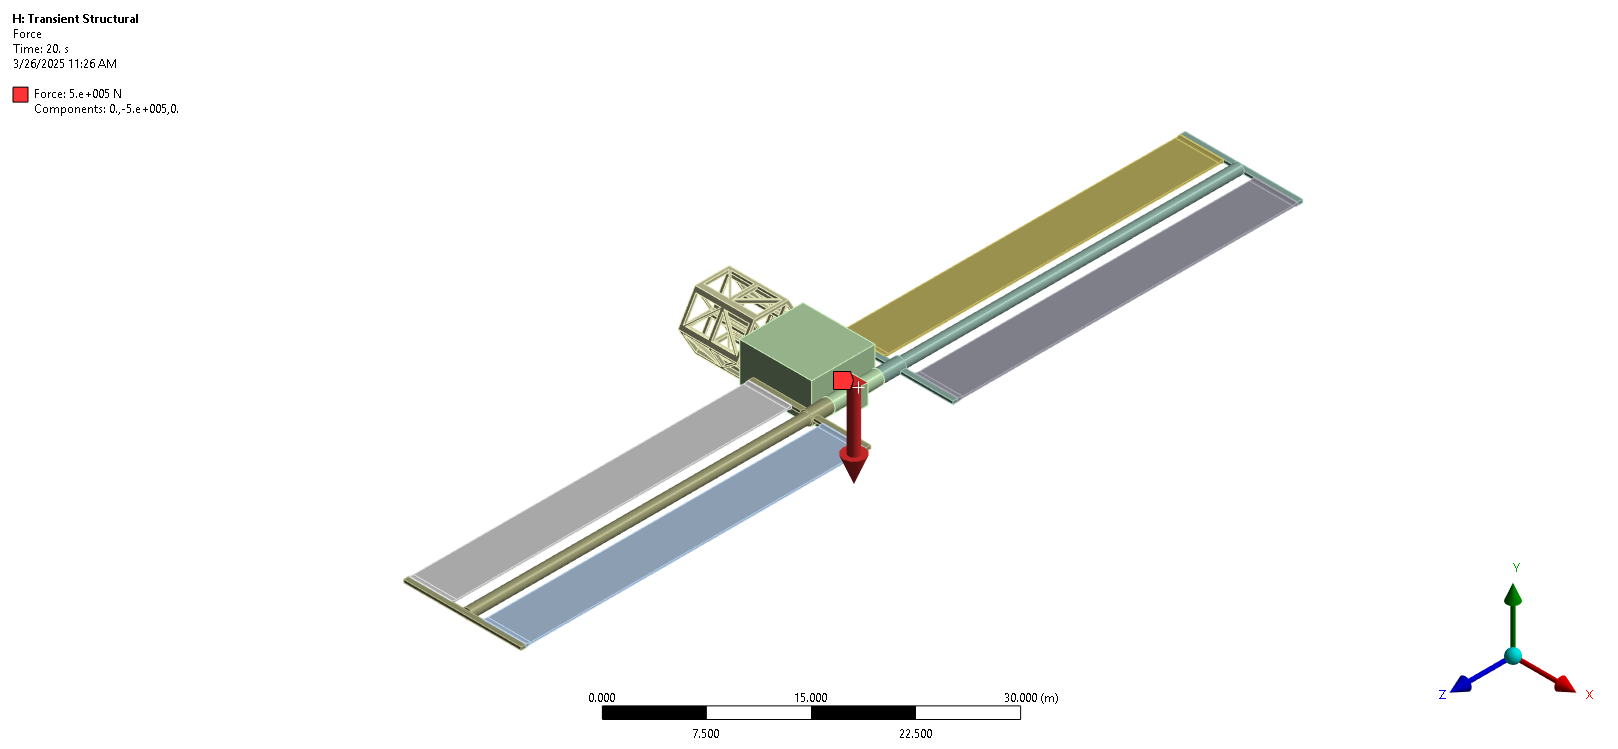 H: Transient Structural
Force
Time: 20. s
3/26/2025 11:26 AM
Force: 5.e+005 N
Components: 0.,-5.e+005,0.
Y
Z
X
0.000 15.000 30.000 (m)
7.500 22.500